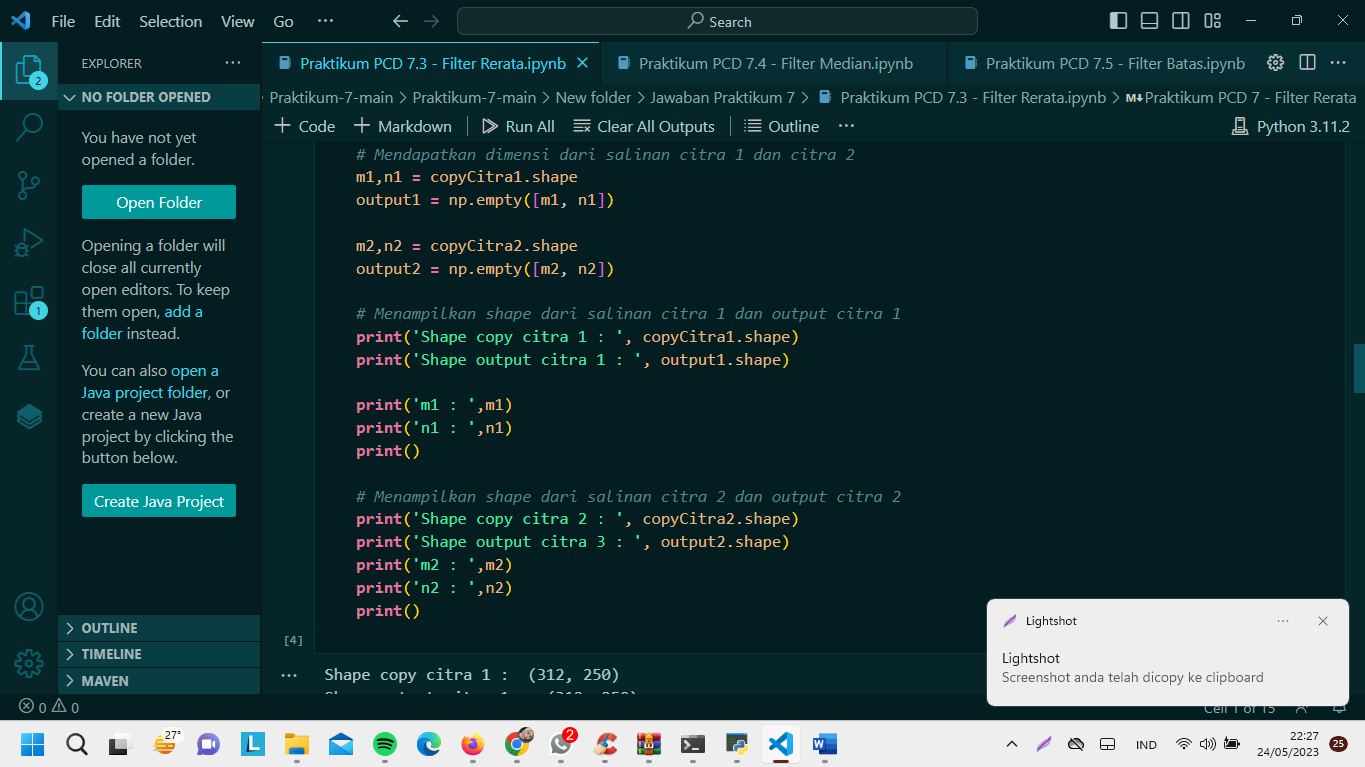 File Edit Selection View Go ···
Search
EXPLORER ···
NO FOLDER OPENED
You have not yet
opened a folder.
Open Folder
Opening a folder will
close all currently
open editors. To keep
them open, add a
folder instead.
You can also open a
Java project folder, or
create a new Java
project by clicking the
button below.
Create Java Project
OUTLINE
TIMELINE
MAVEN
2
1
Praktikum PCD 7.3 - Filter Rerata.ipynb
Praktikum PCD 7.4 - Filter Median.ipynb
Praktikum PCD 7.5 - Filter Batas.ipynb
Praktikum-7-main > Praktikum-7-main > New folder > Jawaban Praktikum 7 > Praktikum PCD 7.3 - Filter Rerata.ipynb > M↓Praktikum PCD 7 - Filter Rerata
+ Code + Markdown | Run All Clear All Outputs | Outline ··· Python 3.11.2
# Mendapatkan dimensi dari salinan citra 1 dan citra 2
m1,n1 = copyCitra1.shape
output1 = np.empty([m1, n1])
m2,n2 = copyCitra2.shape
output2 = np.empty([m2, n2])
# Menampilkan shape dari salinan citra 1 dan output citra 1
print('Shape copy citra 1 : ', copyCitra1.shape)
print('Shape output citra 1 : ', output1.shape)
print('m1 : ',m1)
print('n1 : ',n1)
print()
# Menampilkan shape dari salinan citra 2 dan output citra 2
print('Shape copy citra 2 : ', copyCitra2.shape)
print('Shape output citra 3 : ', output2.shape)
print('m2 : ',m2)
print('n2 : ',n2)
print()
[4]
··· Shape copy citra 1 :  (312, 250)
Lightshot
Lightshot
Screenshot anda telah dicopy ke clipboard
0 0
Cell 1 of 15
27°
2
IND
22:27
24/05/2023
25